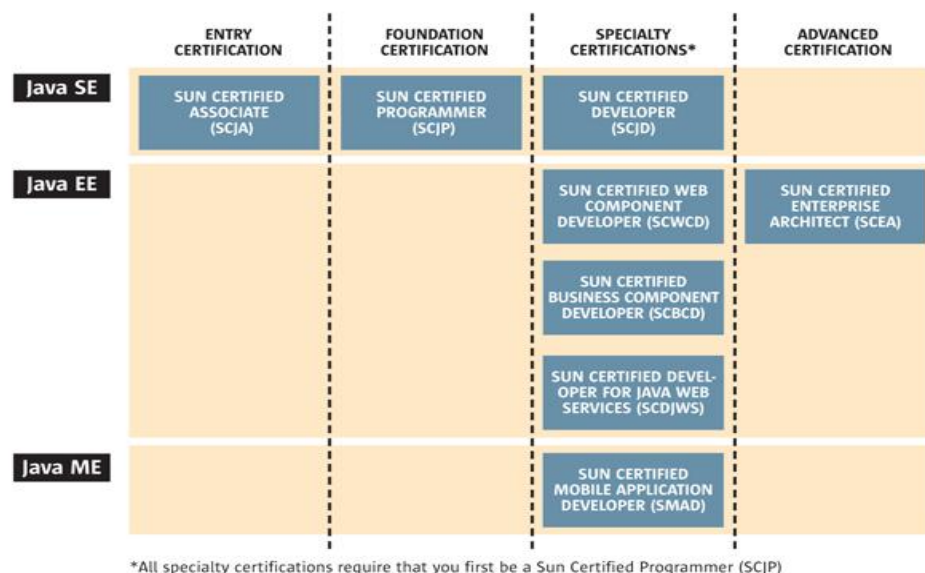 ENTRY
CERTIFICATION
FOUNDATION
CERTIFICATION
SPECIALTY
CERTIFICATIONS*
ADVANCED
CERTIFICATION
Java SE
SUN CERTIFIED
ASSOCIATE
(SCJA)
SUN CERTIFIED
PROGRAMMER
(SCJP)
SUN CERTIFIED
DEVELOPER
(SCJD)
Java EE
SUN CERTIFIED WEB
COMPONENT
DEVELOPER (SCWCD)
SUN CERTIFIED
ENTERPRISE
ARCHITECT (SCEA)
SUN CERTIFIED
BUSINESS COMPONENT
DEVELOPER (SCBCD)
SUN CERTIFIED DEVEL-
OPER FOR JAVA WEB
SERVICES (SCDJWS)
Java ME
SUN CERTIFIED
MOBILE APPLICATION
DEVELOPER (SMAD)
*All specialty certifications require that you first be a Sun Certified Programmer (SCJP)